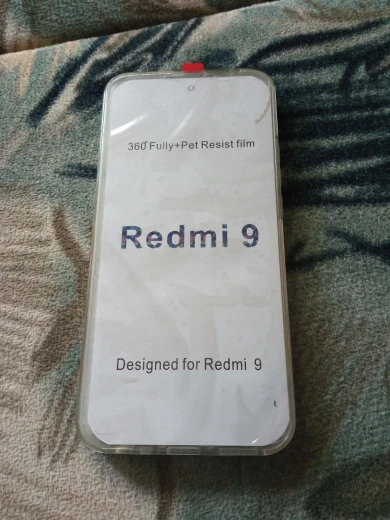 360°Fully+Pet Resist film
Redmi 9
Designed for Redmi 9